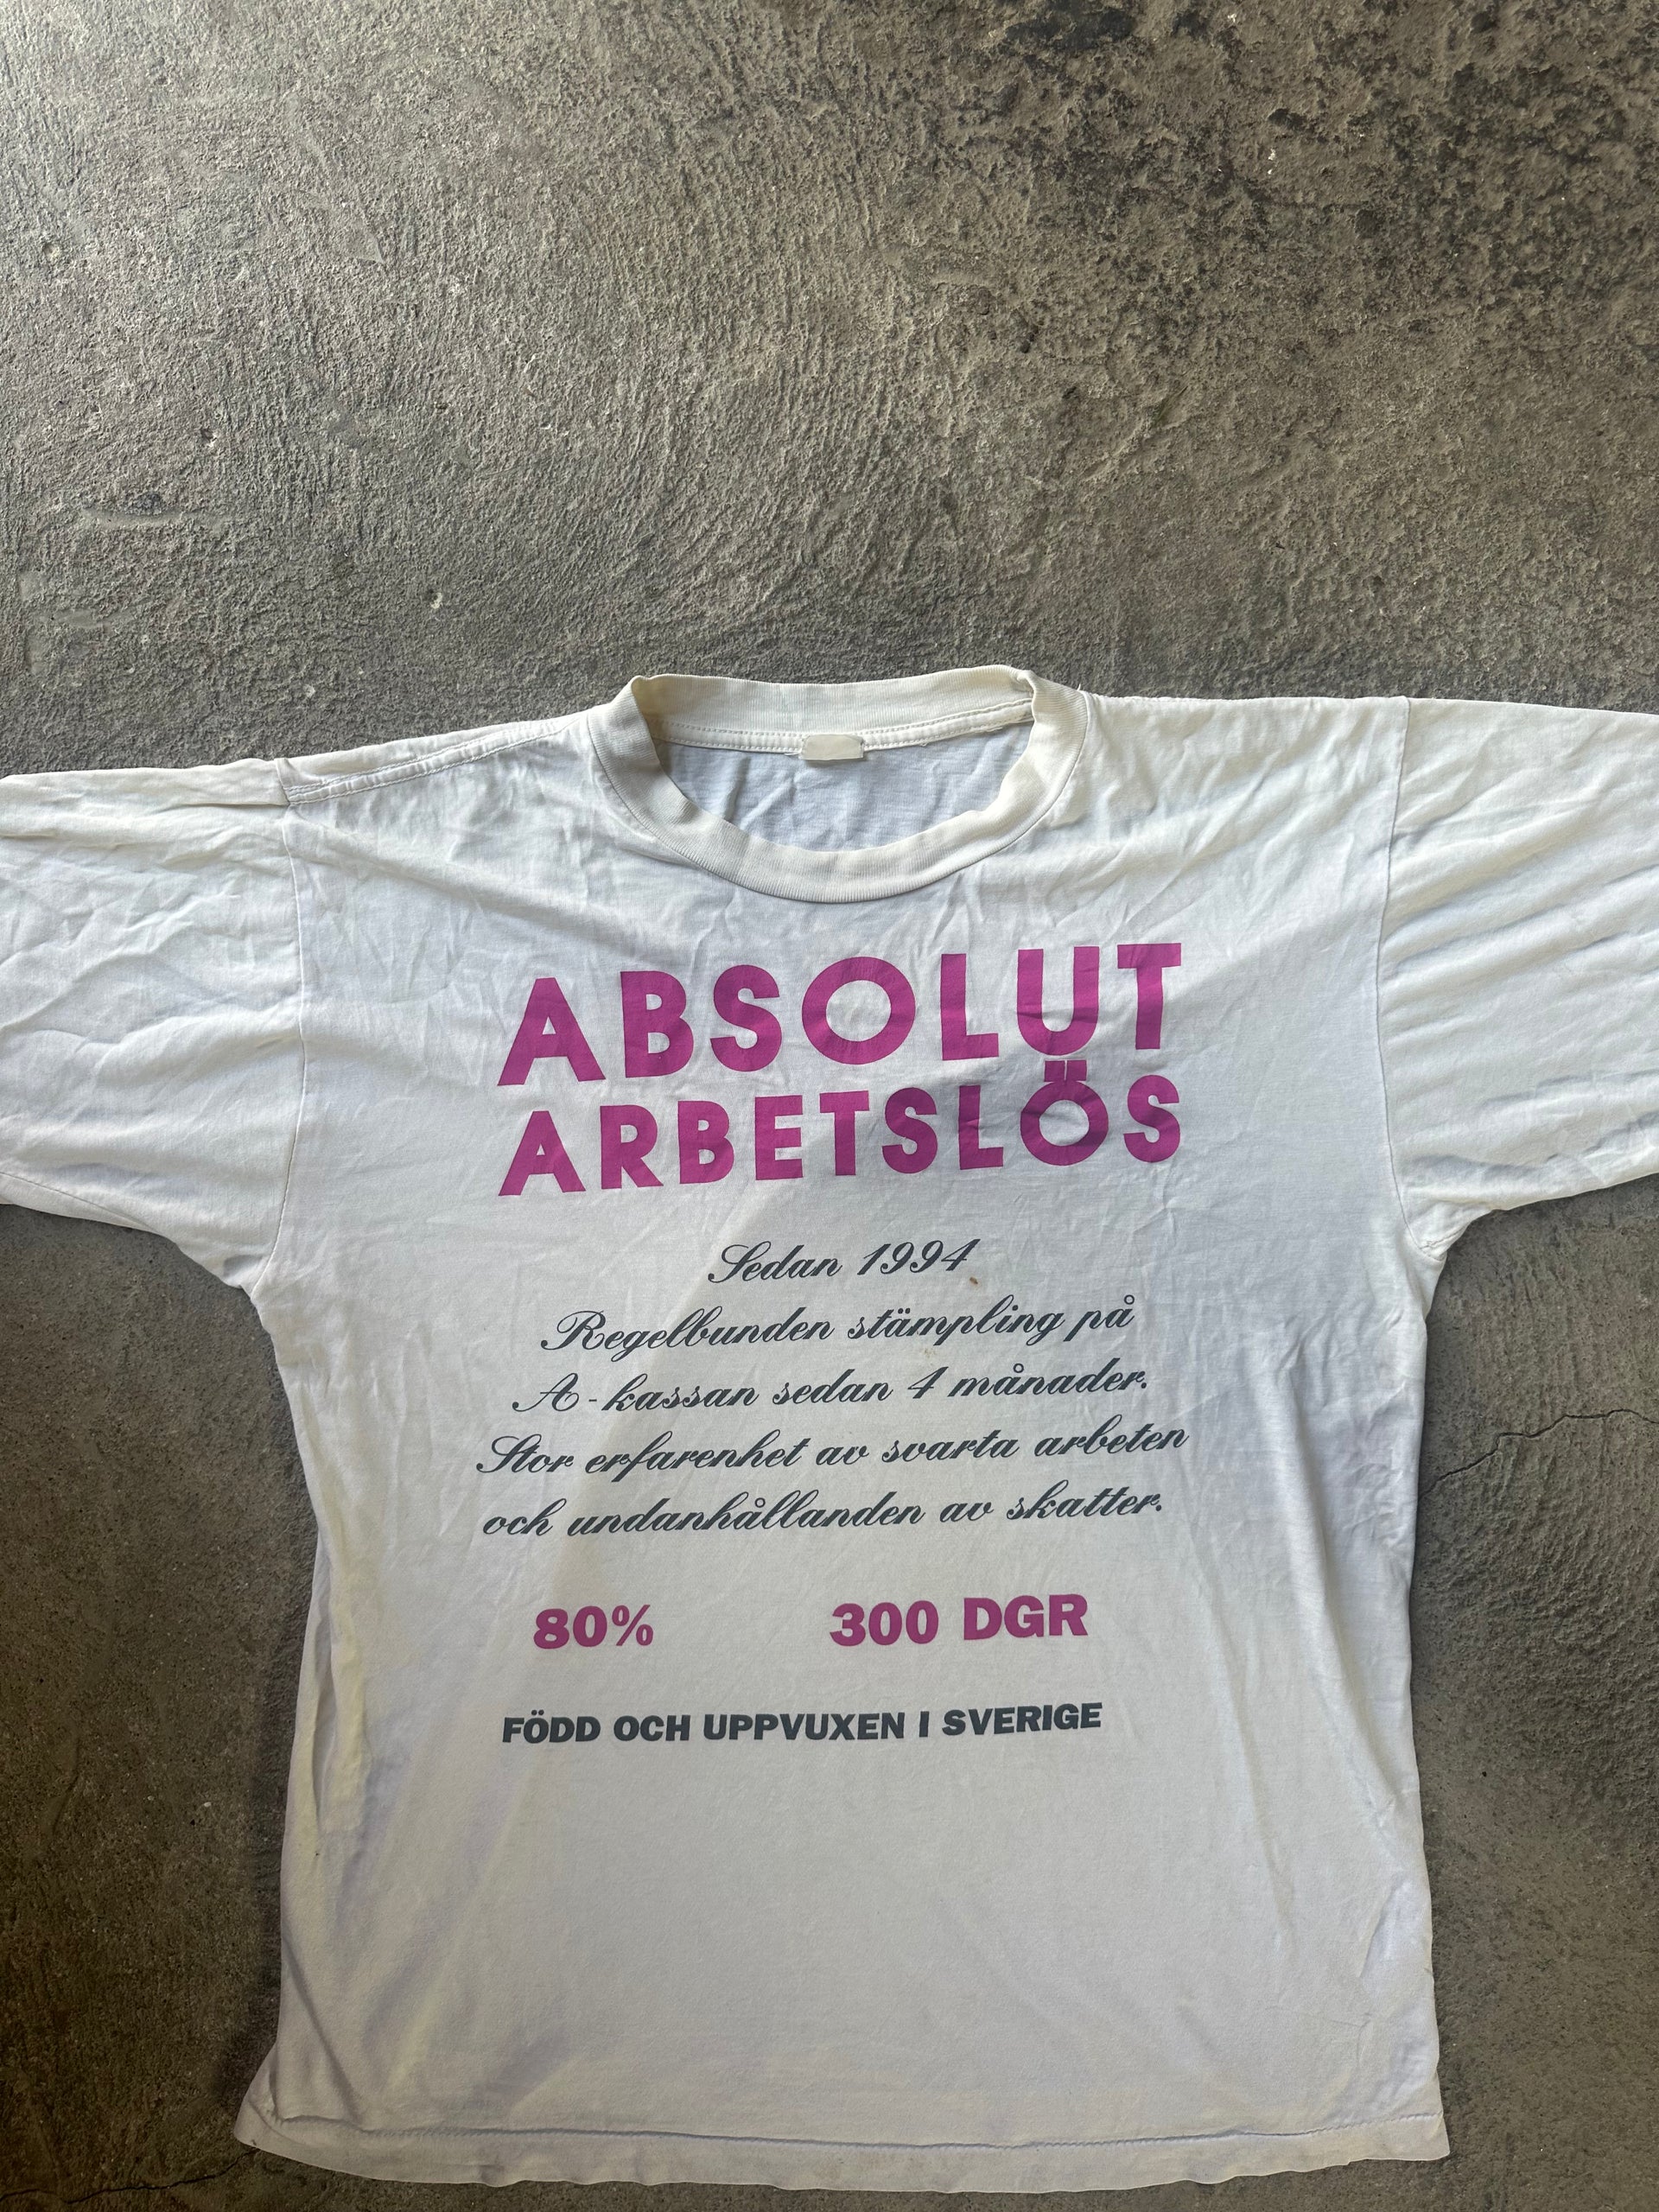 ABSOLUT
ARBETSLÖS
Sedan 1994
Regelbunden stämpling på
A-kassan sedan 4 månader.
Stor erfarenhet av svarta arbeten
och undanhållanden av skatter.
80% 300 DGR
FÖDD OCH UPPVUXEN I SVERIGE